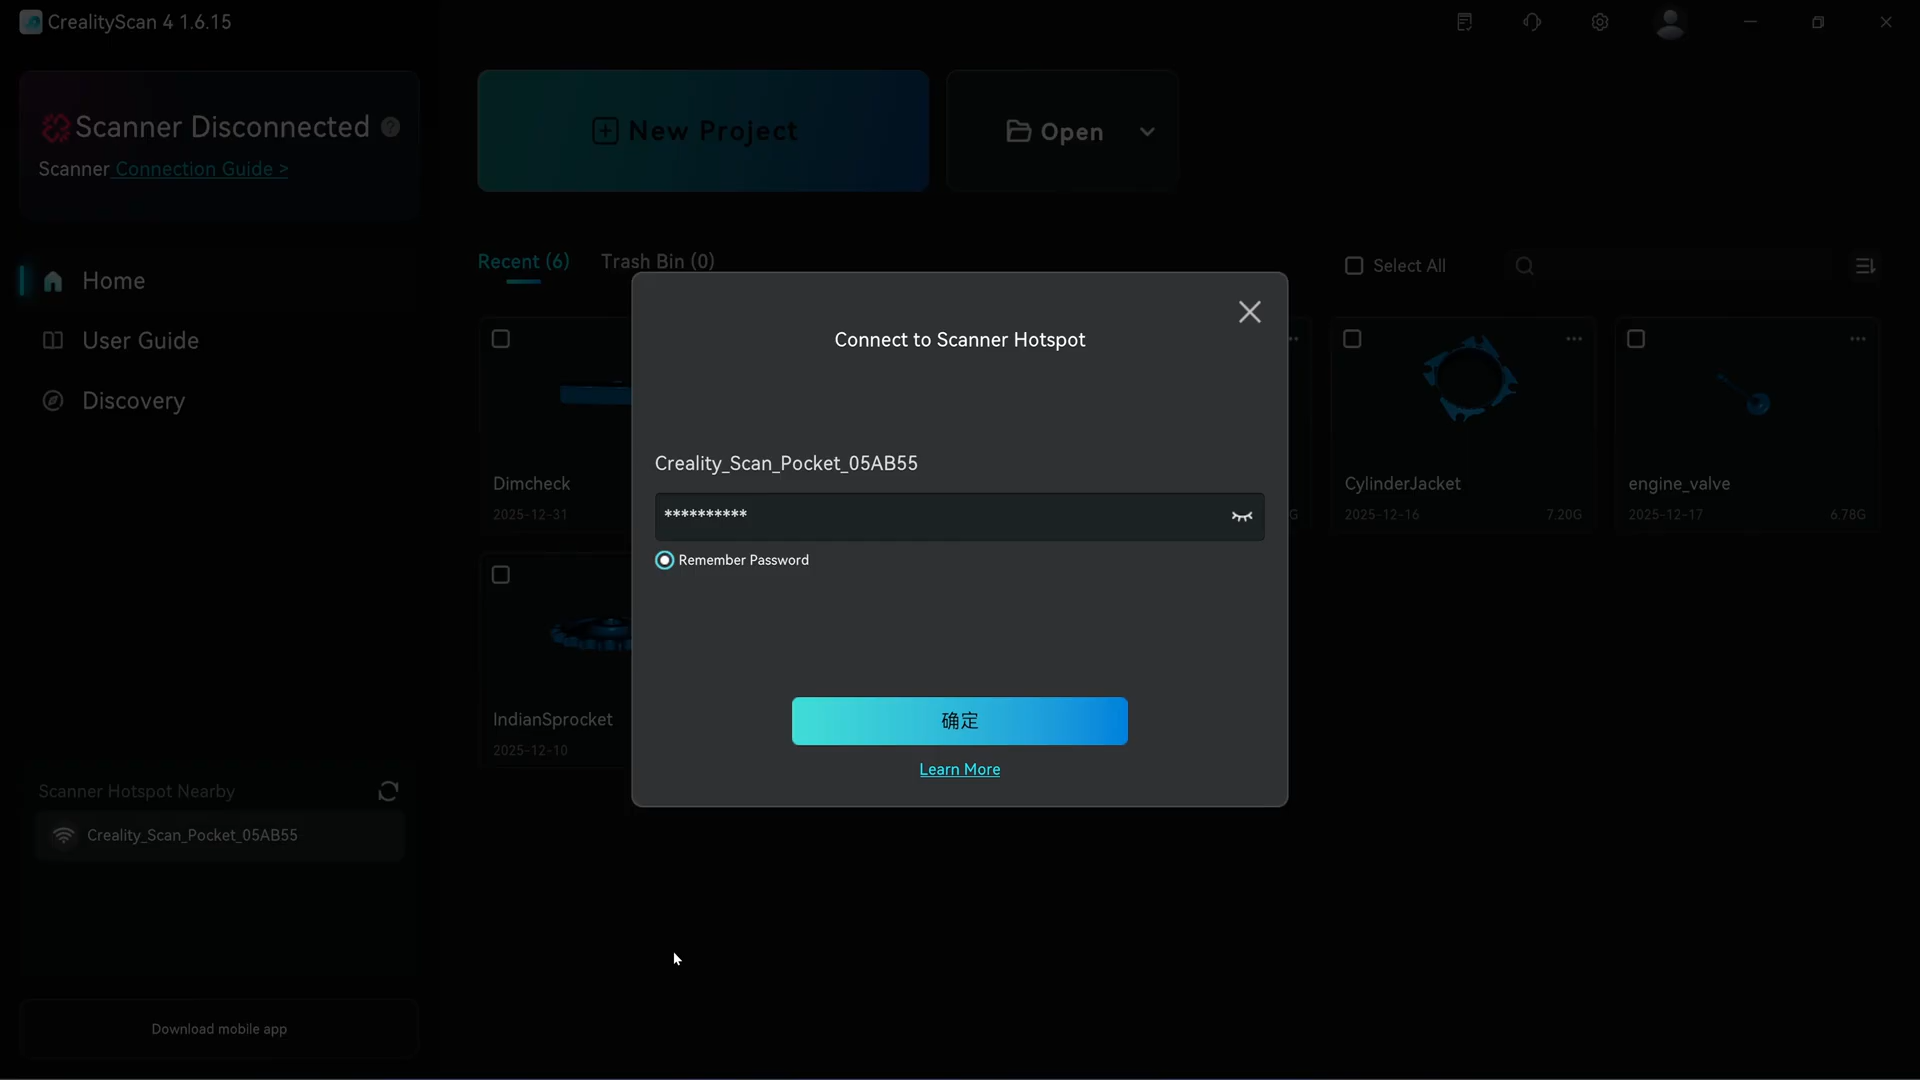 CrealityScan 4 1.6.15
Scanner Disconnected
Scanner Connection Guide >
New Project
Open
Home
User Guide
Discovery
Recent (6)
Trash Bin (0)
Select All
Dimcheck
2025-12-31
G
CylinderJacket
2025-12-16
7.20G
engine_valve
2025-12-17
6.78G
IndianSprocket
2025-12-10
Connect to Scanner Hotspot
Creality_Scan_Pocket_05AB55
**********
Remember Password
确定
Learn More
Scanner Hotspot Nearby
Creality_Scan_Pocket_05AB55
Download mobile app